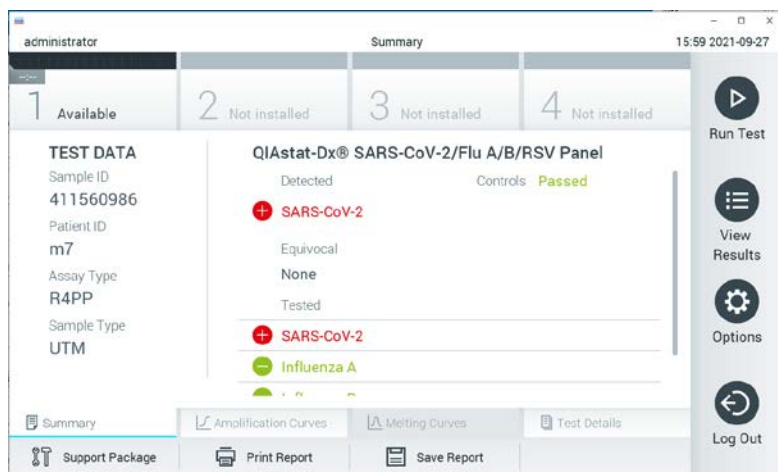 administrator Summary 15:59 2021-09-27
1 Available 2 Not installed 3 Not installed 4 Not installed
Run Test
View
Results
Options
Log Out
TEST DATA
Sample ID
411560986
Patient ID
m7
Assay Type
R4PP
Sample Type
UTM
QIAstat-Dx® SARS-CoV-2/Flu A/B/RSV Panel
Detected Controls Passed
SARS-CoV-2
Equivocal
None
Tested
SARS-CoV-2
Influenza A
Summary Amplification Curves Melting Curves Test Details
Support Package Print Report Save Report